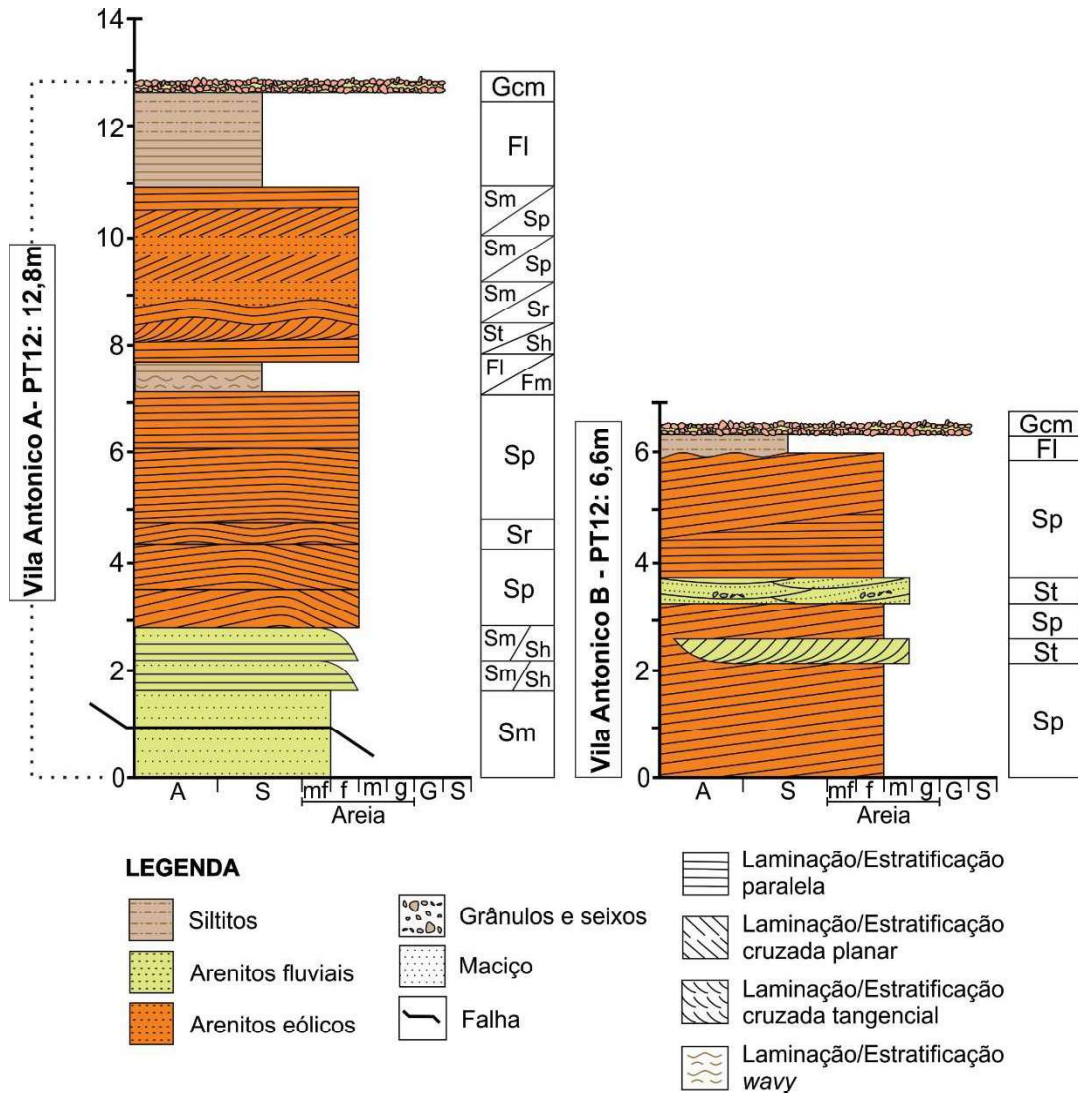 14
12
10
8
6
4
2
0
Vila Antonico A- PT12: 12,8m
Gcm
Fl
Sm
Sp
Sm
Sp
Sm
Sr
St
Sh
Fl
Fm
Sp
Sr
Sp
Sm/Sh
Sm/Sh
Sm
A S mf f m g G S
Areia
6
4
2
0
Vila Antonico B - PT12: 6,6m
Gcm
Fl
Sp
St
Sp
St
Sp
A S mf f m g G S
Areia
LEGENDA
Siltitos
Arenitos fluviais
Arenitos eólicos
Grânulos e seixos
Maciço
Falha
Laminação/Estratificação
paralela
Laminação/Estratificação
cruzada planar
Laminação/Estratificação
cruzada tangencial
Laminação/Estratificação
wavy